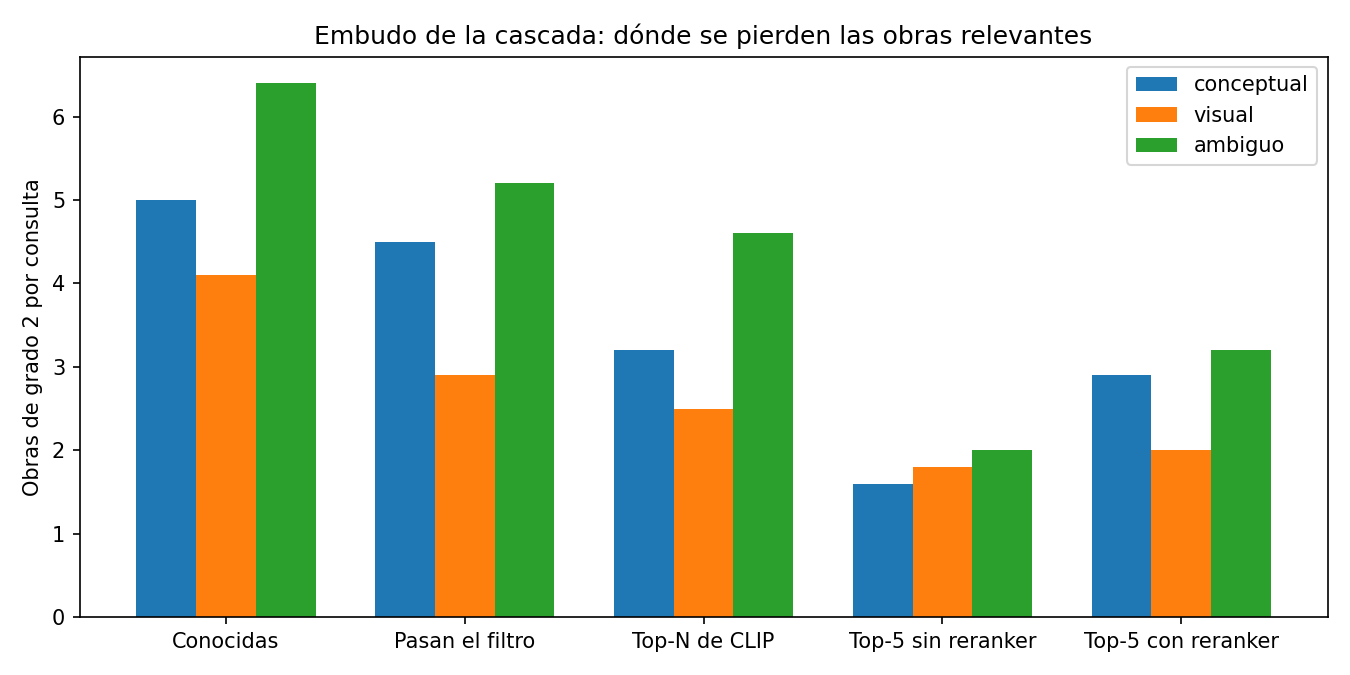 Embudo de la cascada: dónde se pierden las obras relevantes
conceptual
visual
ambiguo
Obras de grado 2 por consulta
6
5
4
3
2
1
0
Conocidas
Pasan el filtro
Top-N de CLIP
Top-5 sin reranker
Top-5 con reranker